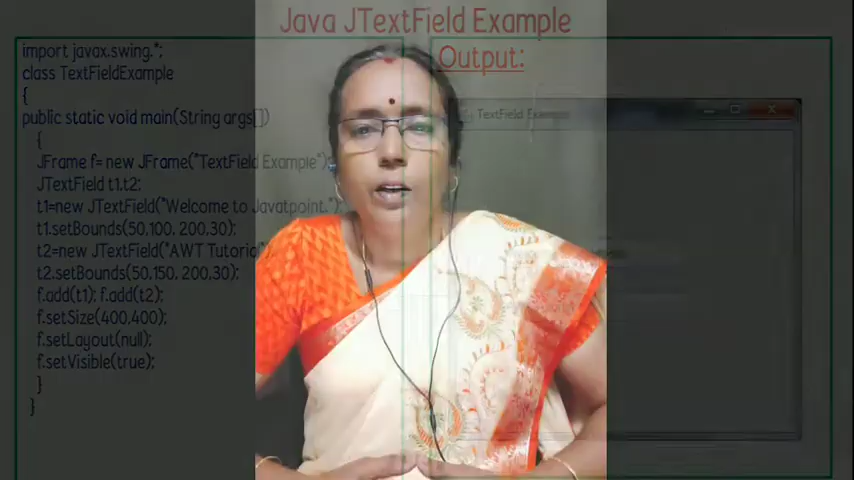 Java JTextField Example
Output:
import javax.swing.*;
class TextFieldExample
{
public static void main(String args[])
{
JFrame f= new JFrame("TextField Example");
JTextField t1,t2;
t1=new JTextField("Welcome to Javatpoint.");
t1.setBounds(50,100, 200,30);
t2=new JTextField("AWT Tutorial"
t2.setBounds(50,150, 200,30);
f.add(t1); f.add(t2);
f.setSize(400,400);
f.setLayout(null);
f.setVisible(true);
}
}
TextField Example